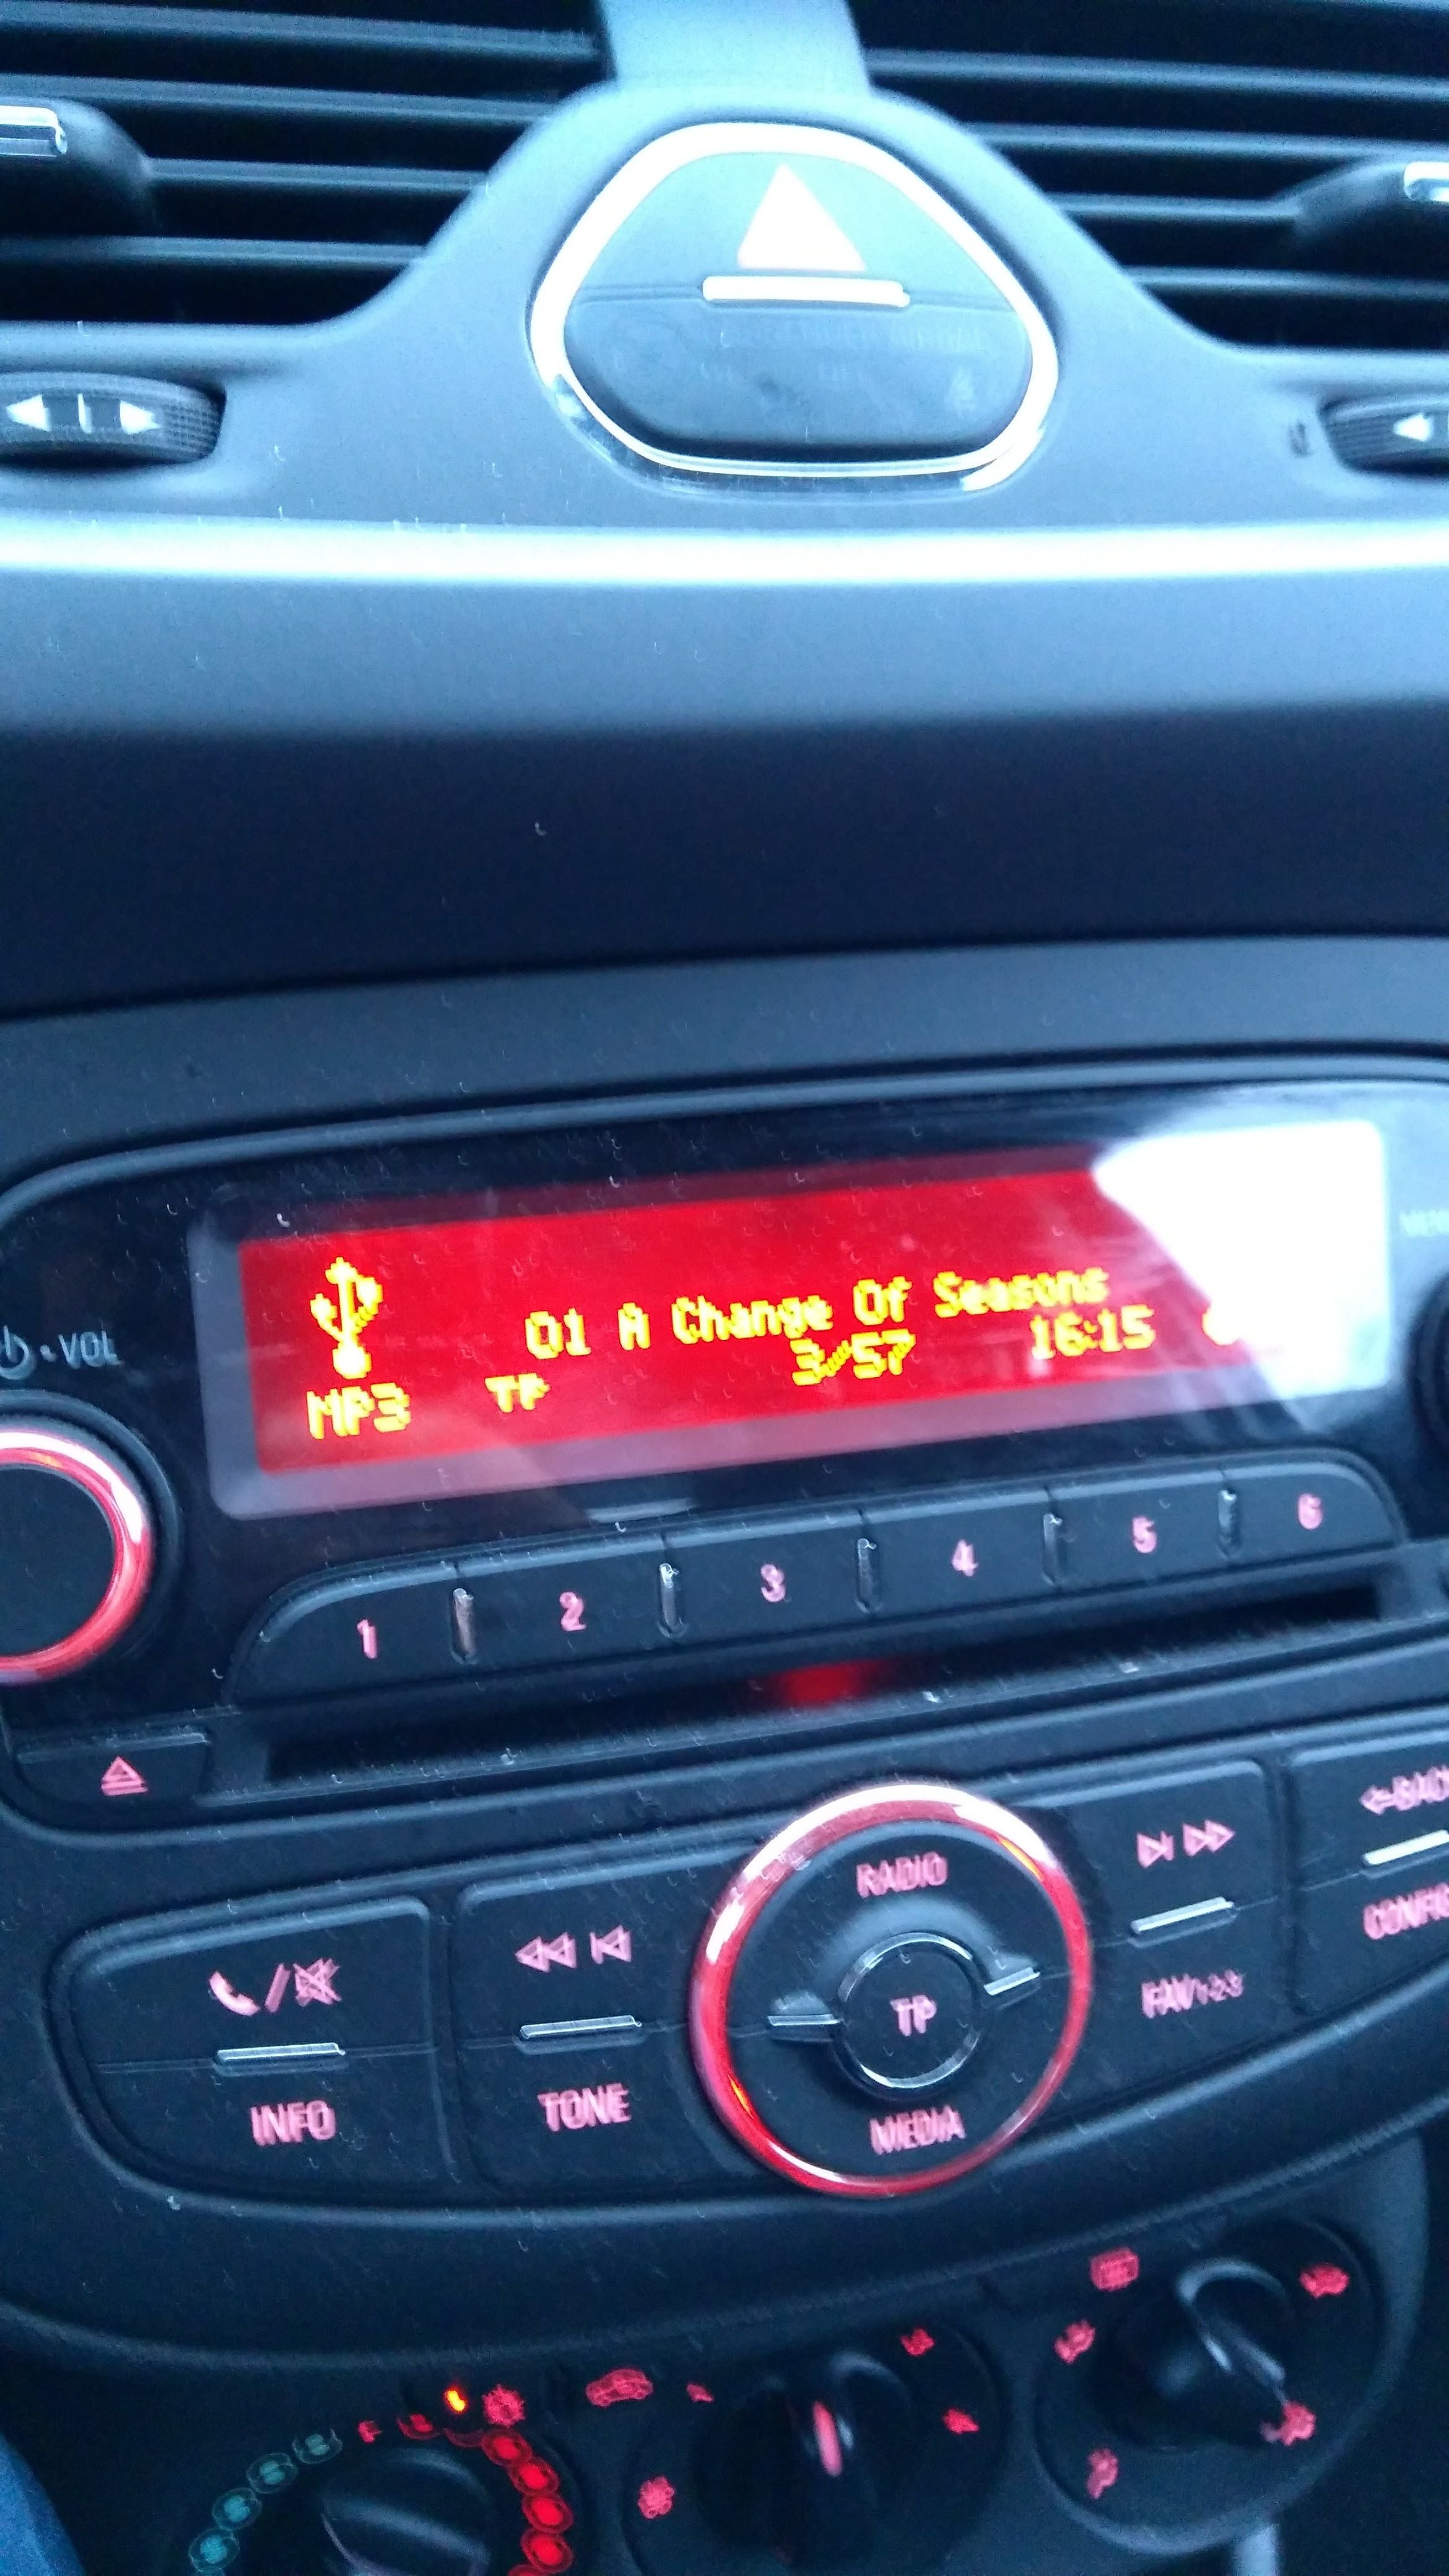 VOL
01 A Change Of Seasons
3/57 16:15
MP3 TP
1 2 3 4 5 6
RADIO
TP
MEDIA
INFO
TONE
FAV1-2-3